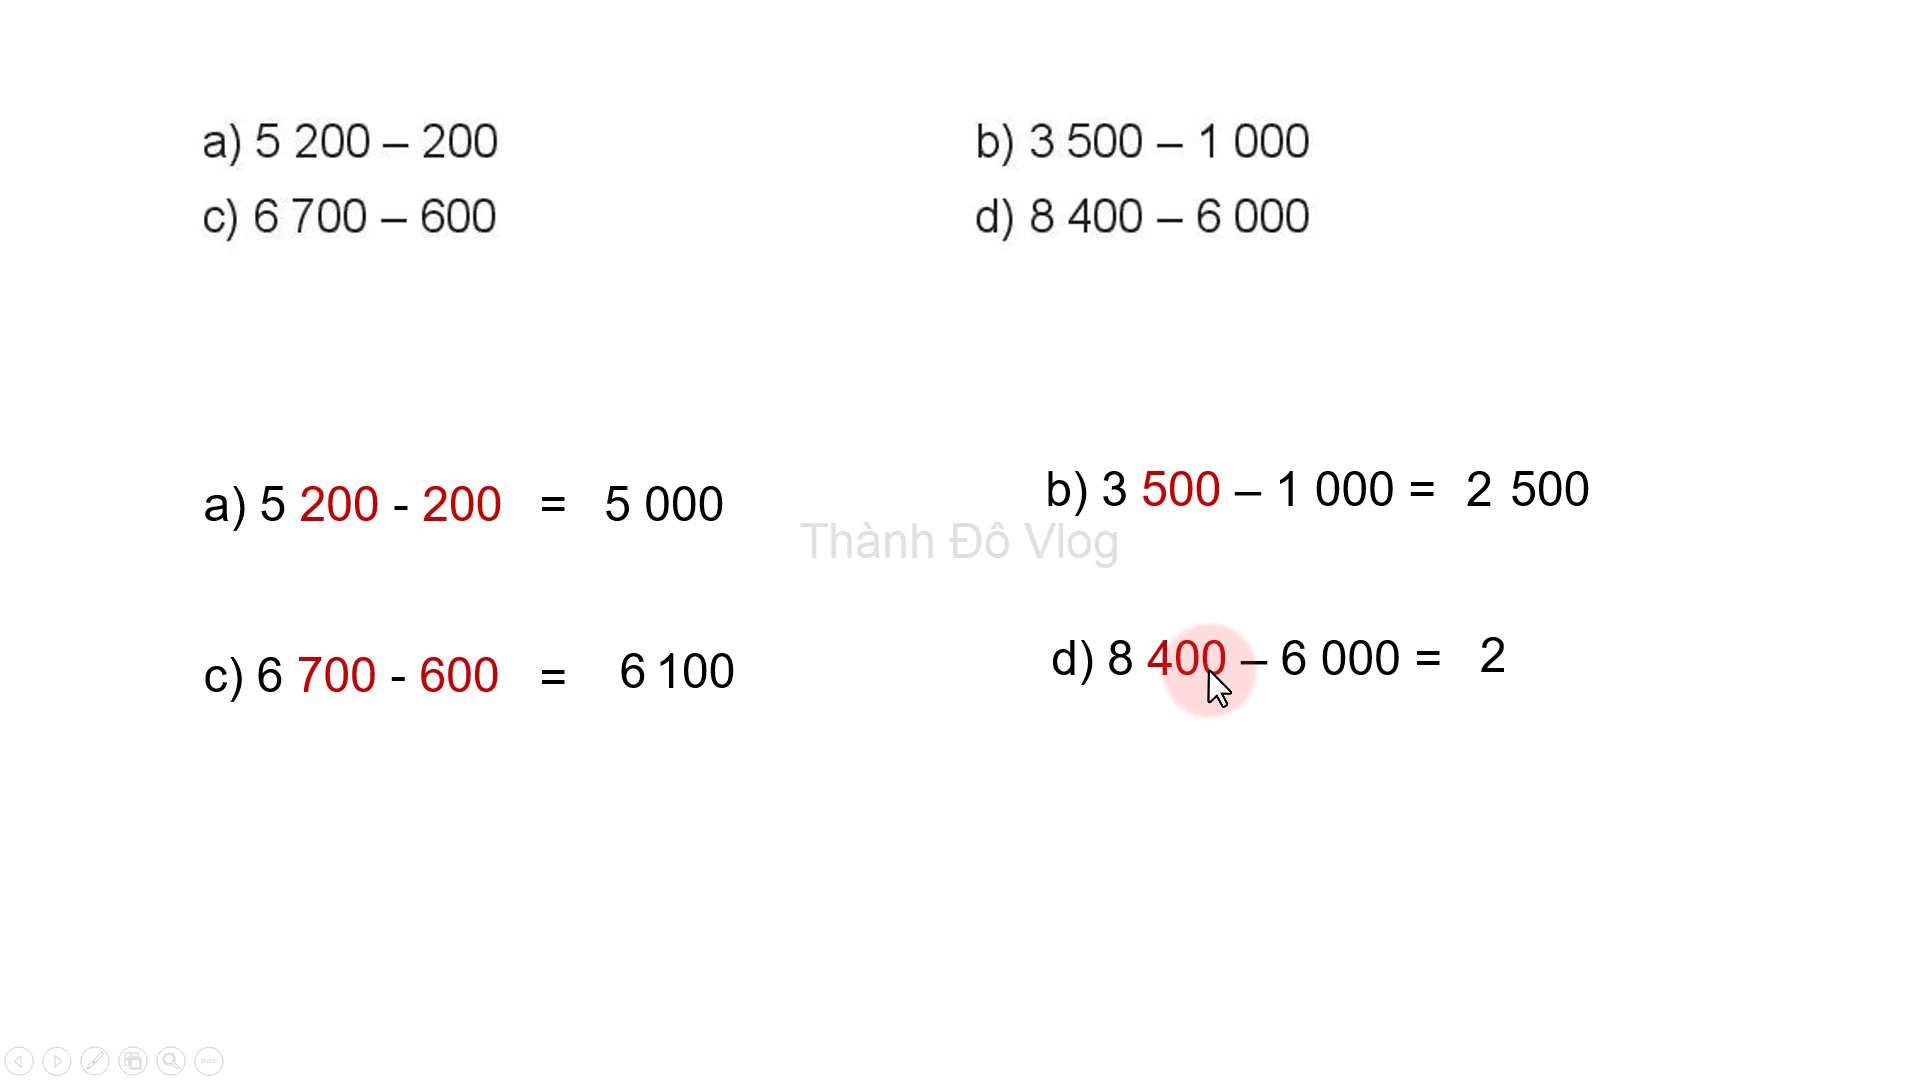 a) 5 200 – 200
b) 3 500 – 1 000
c) 6 700 – 600
d) 8 400 – 6 000
a) 5 200 - 200 = 5 000
b) 3 500 – 1 000 = 2 500
Thành Đô Vlog
c) 6 700 - 600 = 6 100
d) 8 400 – 6 000 = 2